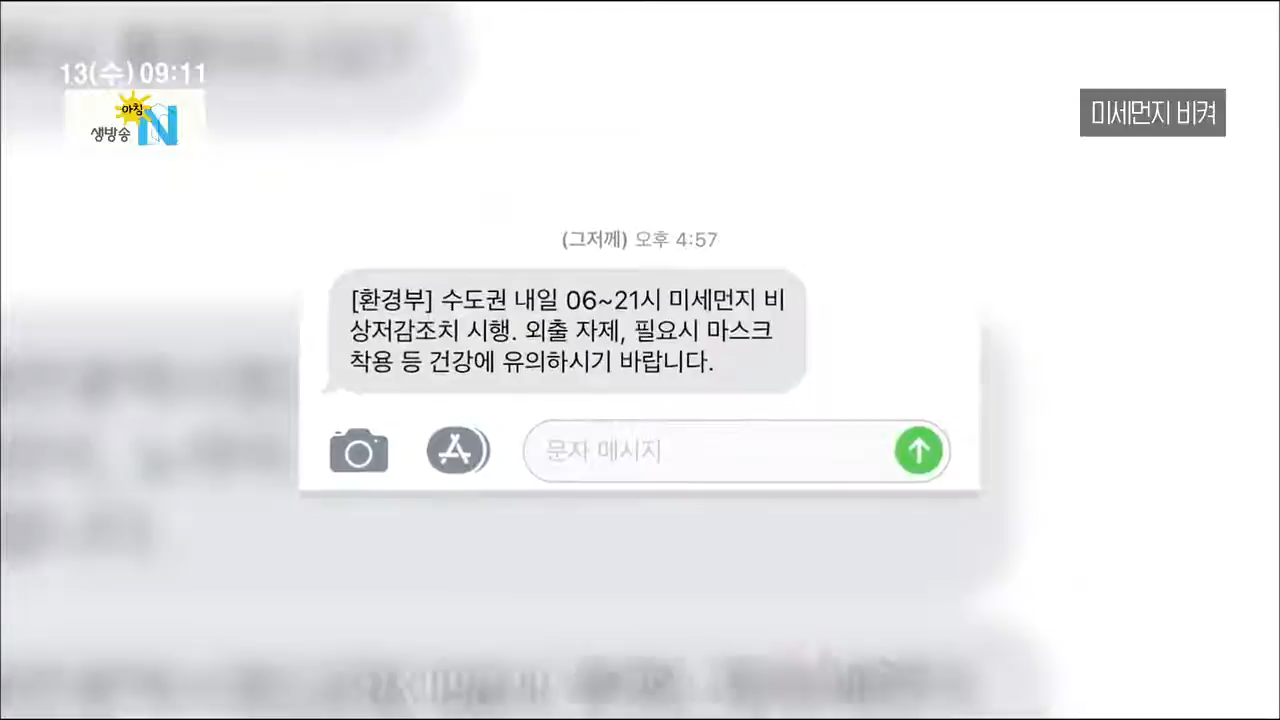 13(수) 09:11
아침
생방송 N
미세먼지 비켜
(그저께) 오후 4:57
[환경부] 수도권 내일 06~21시 미세먼지 비
상저감조치 시행. 외출 자제, 필요시 마스크
착용 등 건강에 유의하시기 바랍니다.
문자 메시지